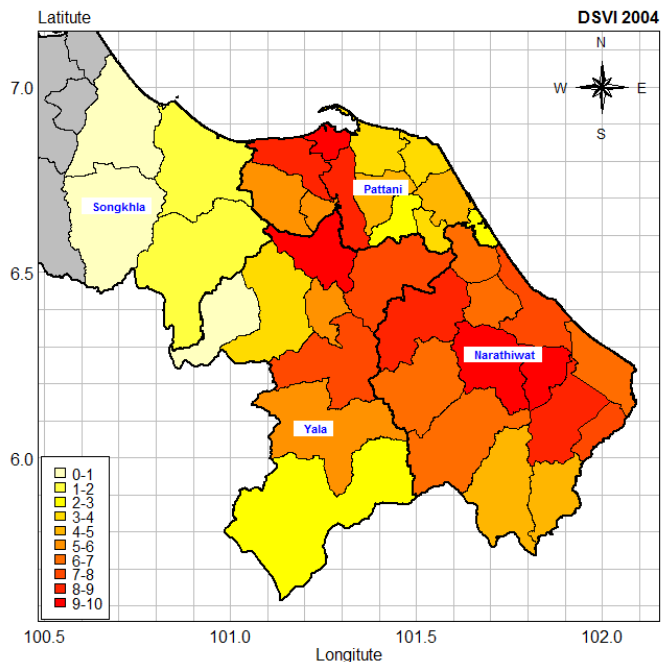 Latitute
DSVI 2004
N
W
E
S
7.0
6.5
6.0
Songkhla
Pattani
Narathiwat
Yala
0-1
1-2
2-3
3-4
4-5
5-6
6-7
7-8
8-9
9-10
100.5
101.0
101.5
102.0
Longitute